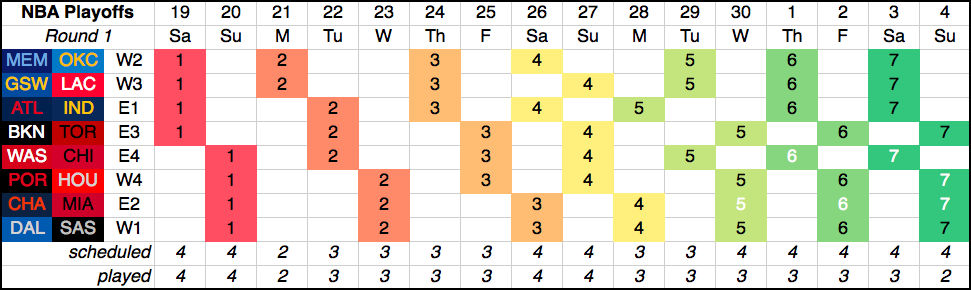 NBA Playoffs 19 20 21 22 23 24 25 26 27 28 29 30 1 2 3 4
Round 1 Sa Su M Tu W Th F Sa Su M Tu W Th F Sa Su
MEM OKC W2 1 2 3 4 5 6 7
GSW LAC W3 1 2 3 4 5 6 7
ATL IND E1 1 2 3 4 5 6 7
BKN TOR E3 1 2 3 4 5 6 7
WAS CHI E4 1 2 3 4 5 6 7
POR HOU W4 1 2 3 4 5 6 7
CHA MIA E2 1 2 3 4 5 6 7
DAL SAS W1 1 2 3 4 5 6 7
scheduled 4 4 2 3 3 3 3 4 4 3 3 4 4 4 4 4
played 4 4 2 3 3 3 3 4 4 3 3 3 3 3 3 2